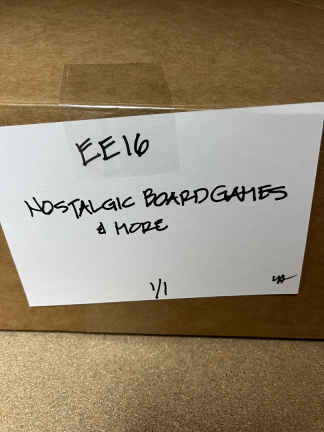 EE16
NOSTALGIC BOARDGAMES
& MORE
1/1